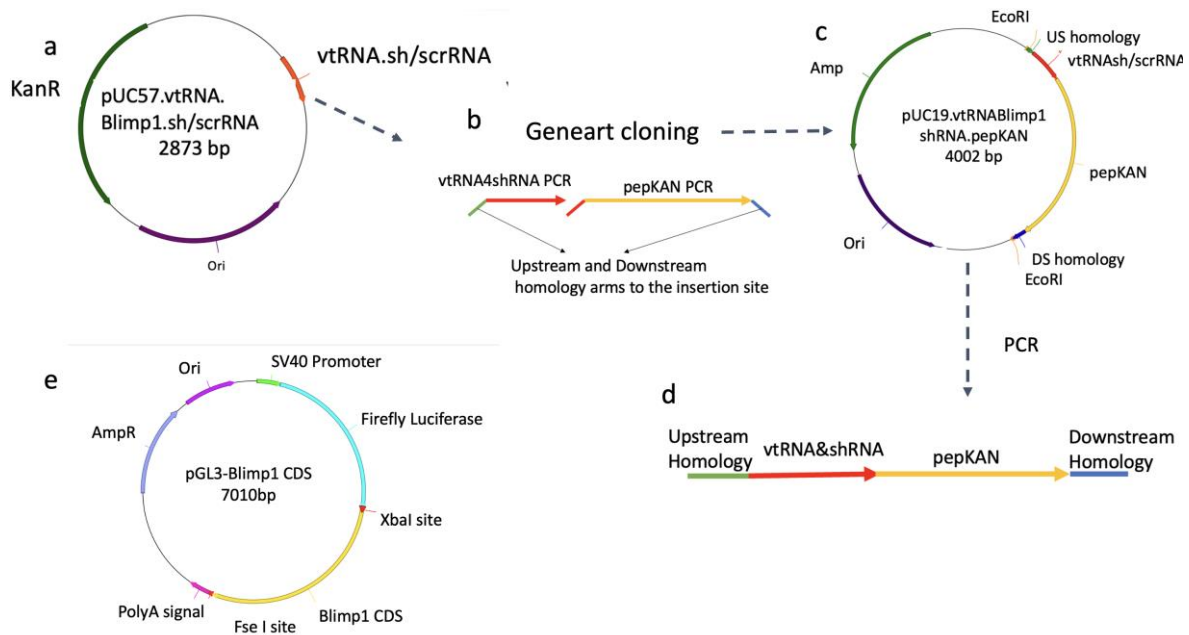 a
KanR
pUC57.vtRNA.
Blimp1.sh/scrRNA
2873 bp
Ori
vtRNA.sh/scrRNA
b
Geneart cloning
vtRNA4shRNA PCR
pepKAN PCR
Upstream and Downstream
homology arms to the insertion site
c
EcoRI
US homology
vtRNAsh/scrRNA
Amp
pUC19.vtRNABlimp1
shRNA.pepKAN
4002 bp
pepKAN
Ori
DS homology
EcoRI
PCR
d
Upstream
Homology
vtRNA&shRNA
pepKAN
Downstream
Homology
e
SV40 Promoter
Ori
Firefly Luciferase
AmpR
pGL3-Blimp1 CDS
7010bp
XbaI site
PolyA signal
Fse I site
Blimp1 CDS